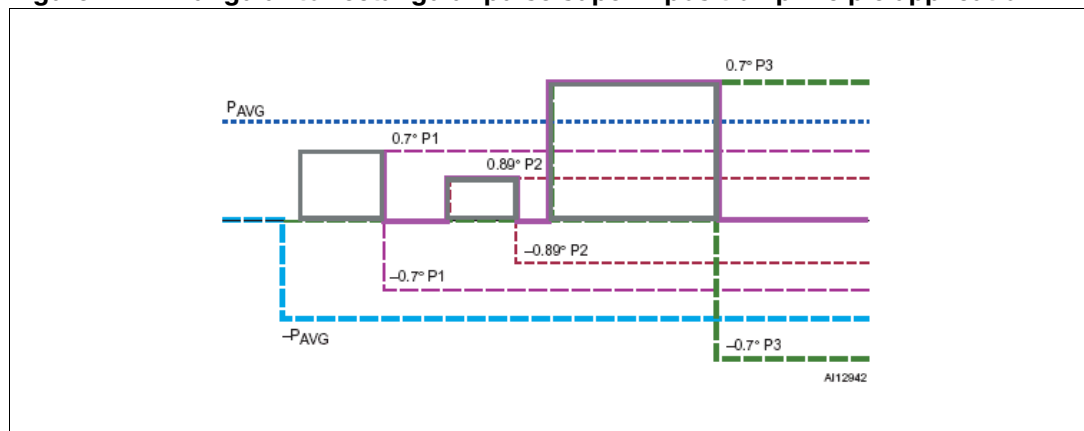 0.7° P3
PAVG
0.7° P1
0.89° P2
–0.89° P2
–0.7° P1
–PAVG
–0.7° P3
AI12942